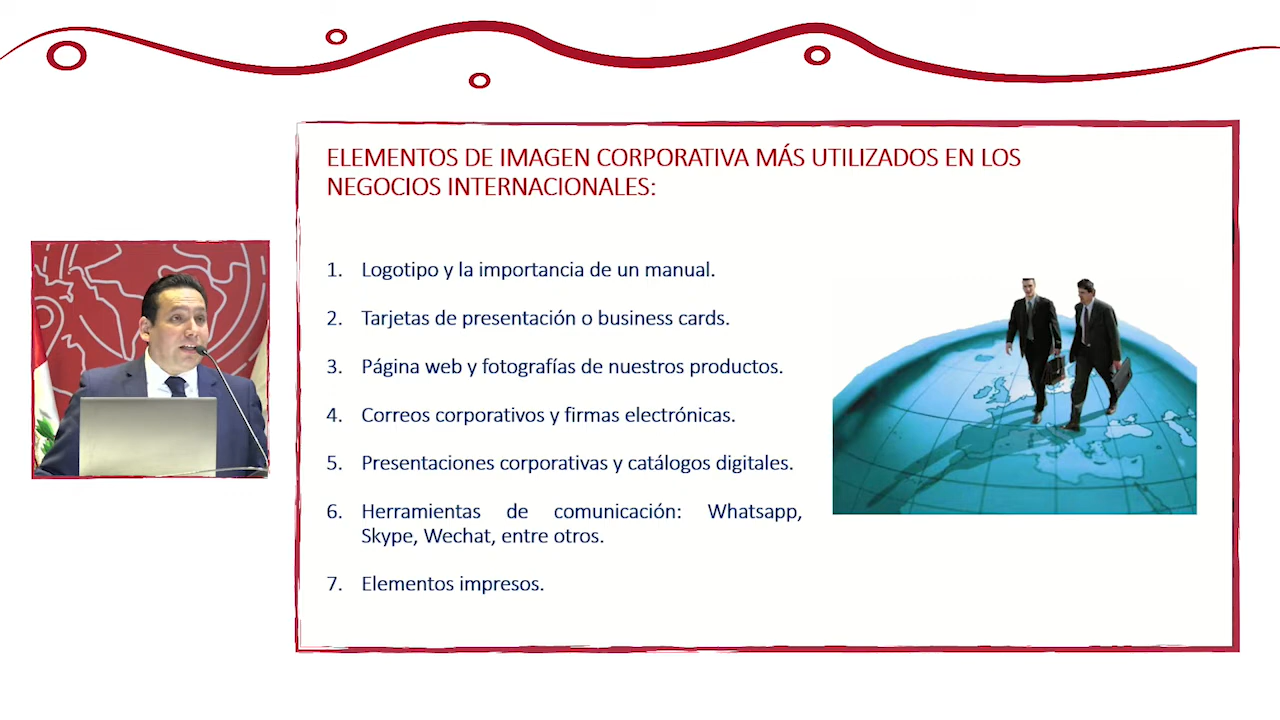 ELEMENTOS DE IMAGEN CORPORATIVA MÁS UTILIZADOS EN LOS
NEGOCIOS INTERNACIONALES:
1. Logotipo y la importancia de un manual.
2. Tarjetas de presentación o business cards.
3. Página web y fotografías de nuestros productos.
4. Correos corporativos y firmas electrónicas.
5. Presentaciones corporativas y catálogos digitales.
6. Herramientas de comunicación: Whatsapp,
Skype, Wechat, entre otros.
7. Elementos impresos.